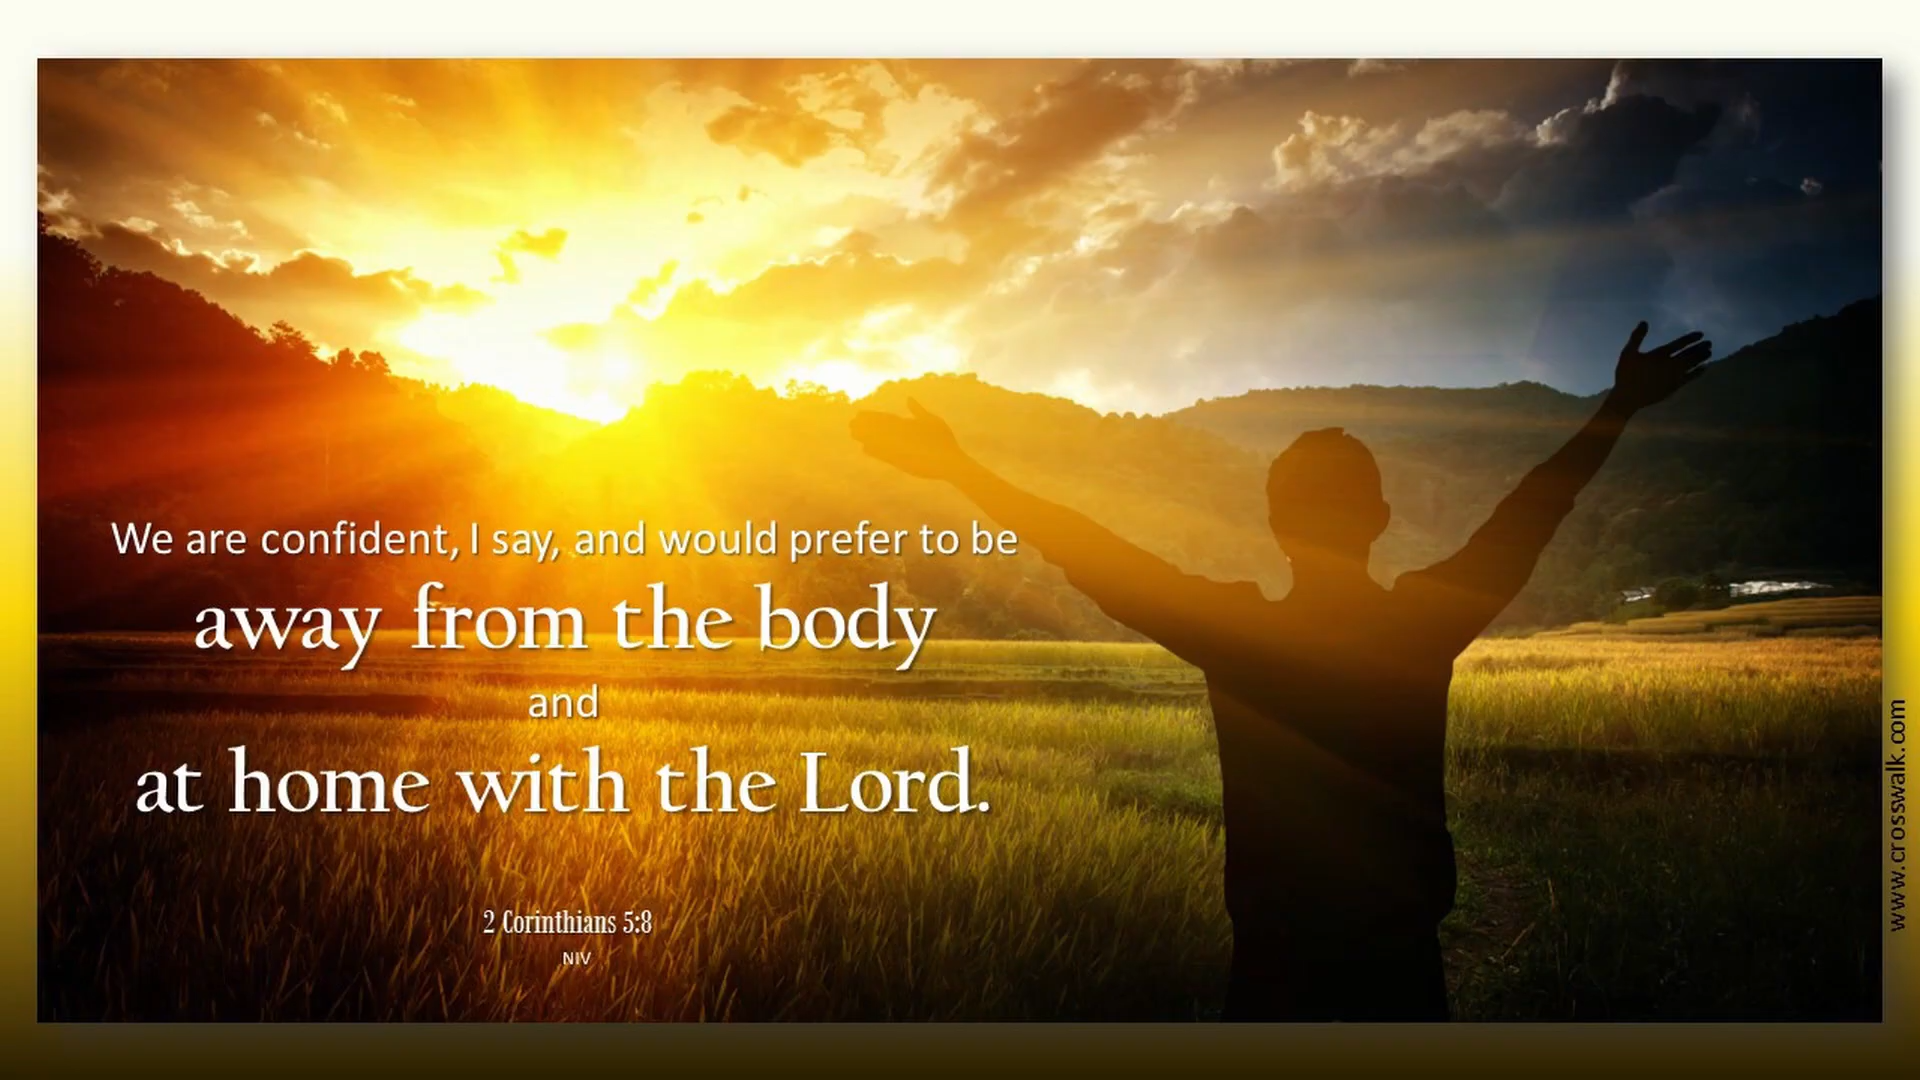 We are confident, I say, and would prefer to be
away from the body
and
at home with the Lord.
2 Corinthians 5:8
NIV
www.crosswalk.com